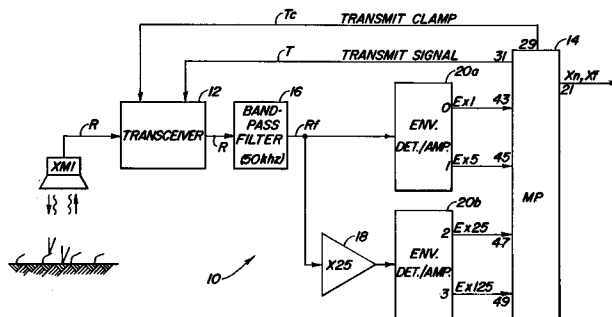 Tc TRANSMIT CLAMP
29 14
T TRANSMIT SIGNAL 31
12 16 20a
Xn, Xf
21
R TRANSCEIVER R
BAND-
PASS
FILTER
(50khz)
Rf
ENV.
DET./AMP.
0 Ex1 43
1 Ex5 45
XM1
MP
20b
18
X25
ENV.
DET./AMP.
2 Ex25
47
3 Ex125
49
10